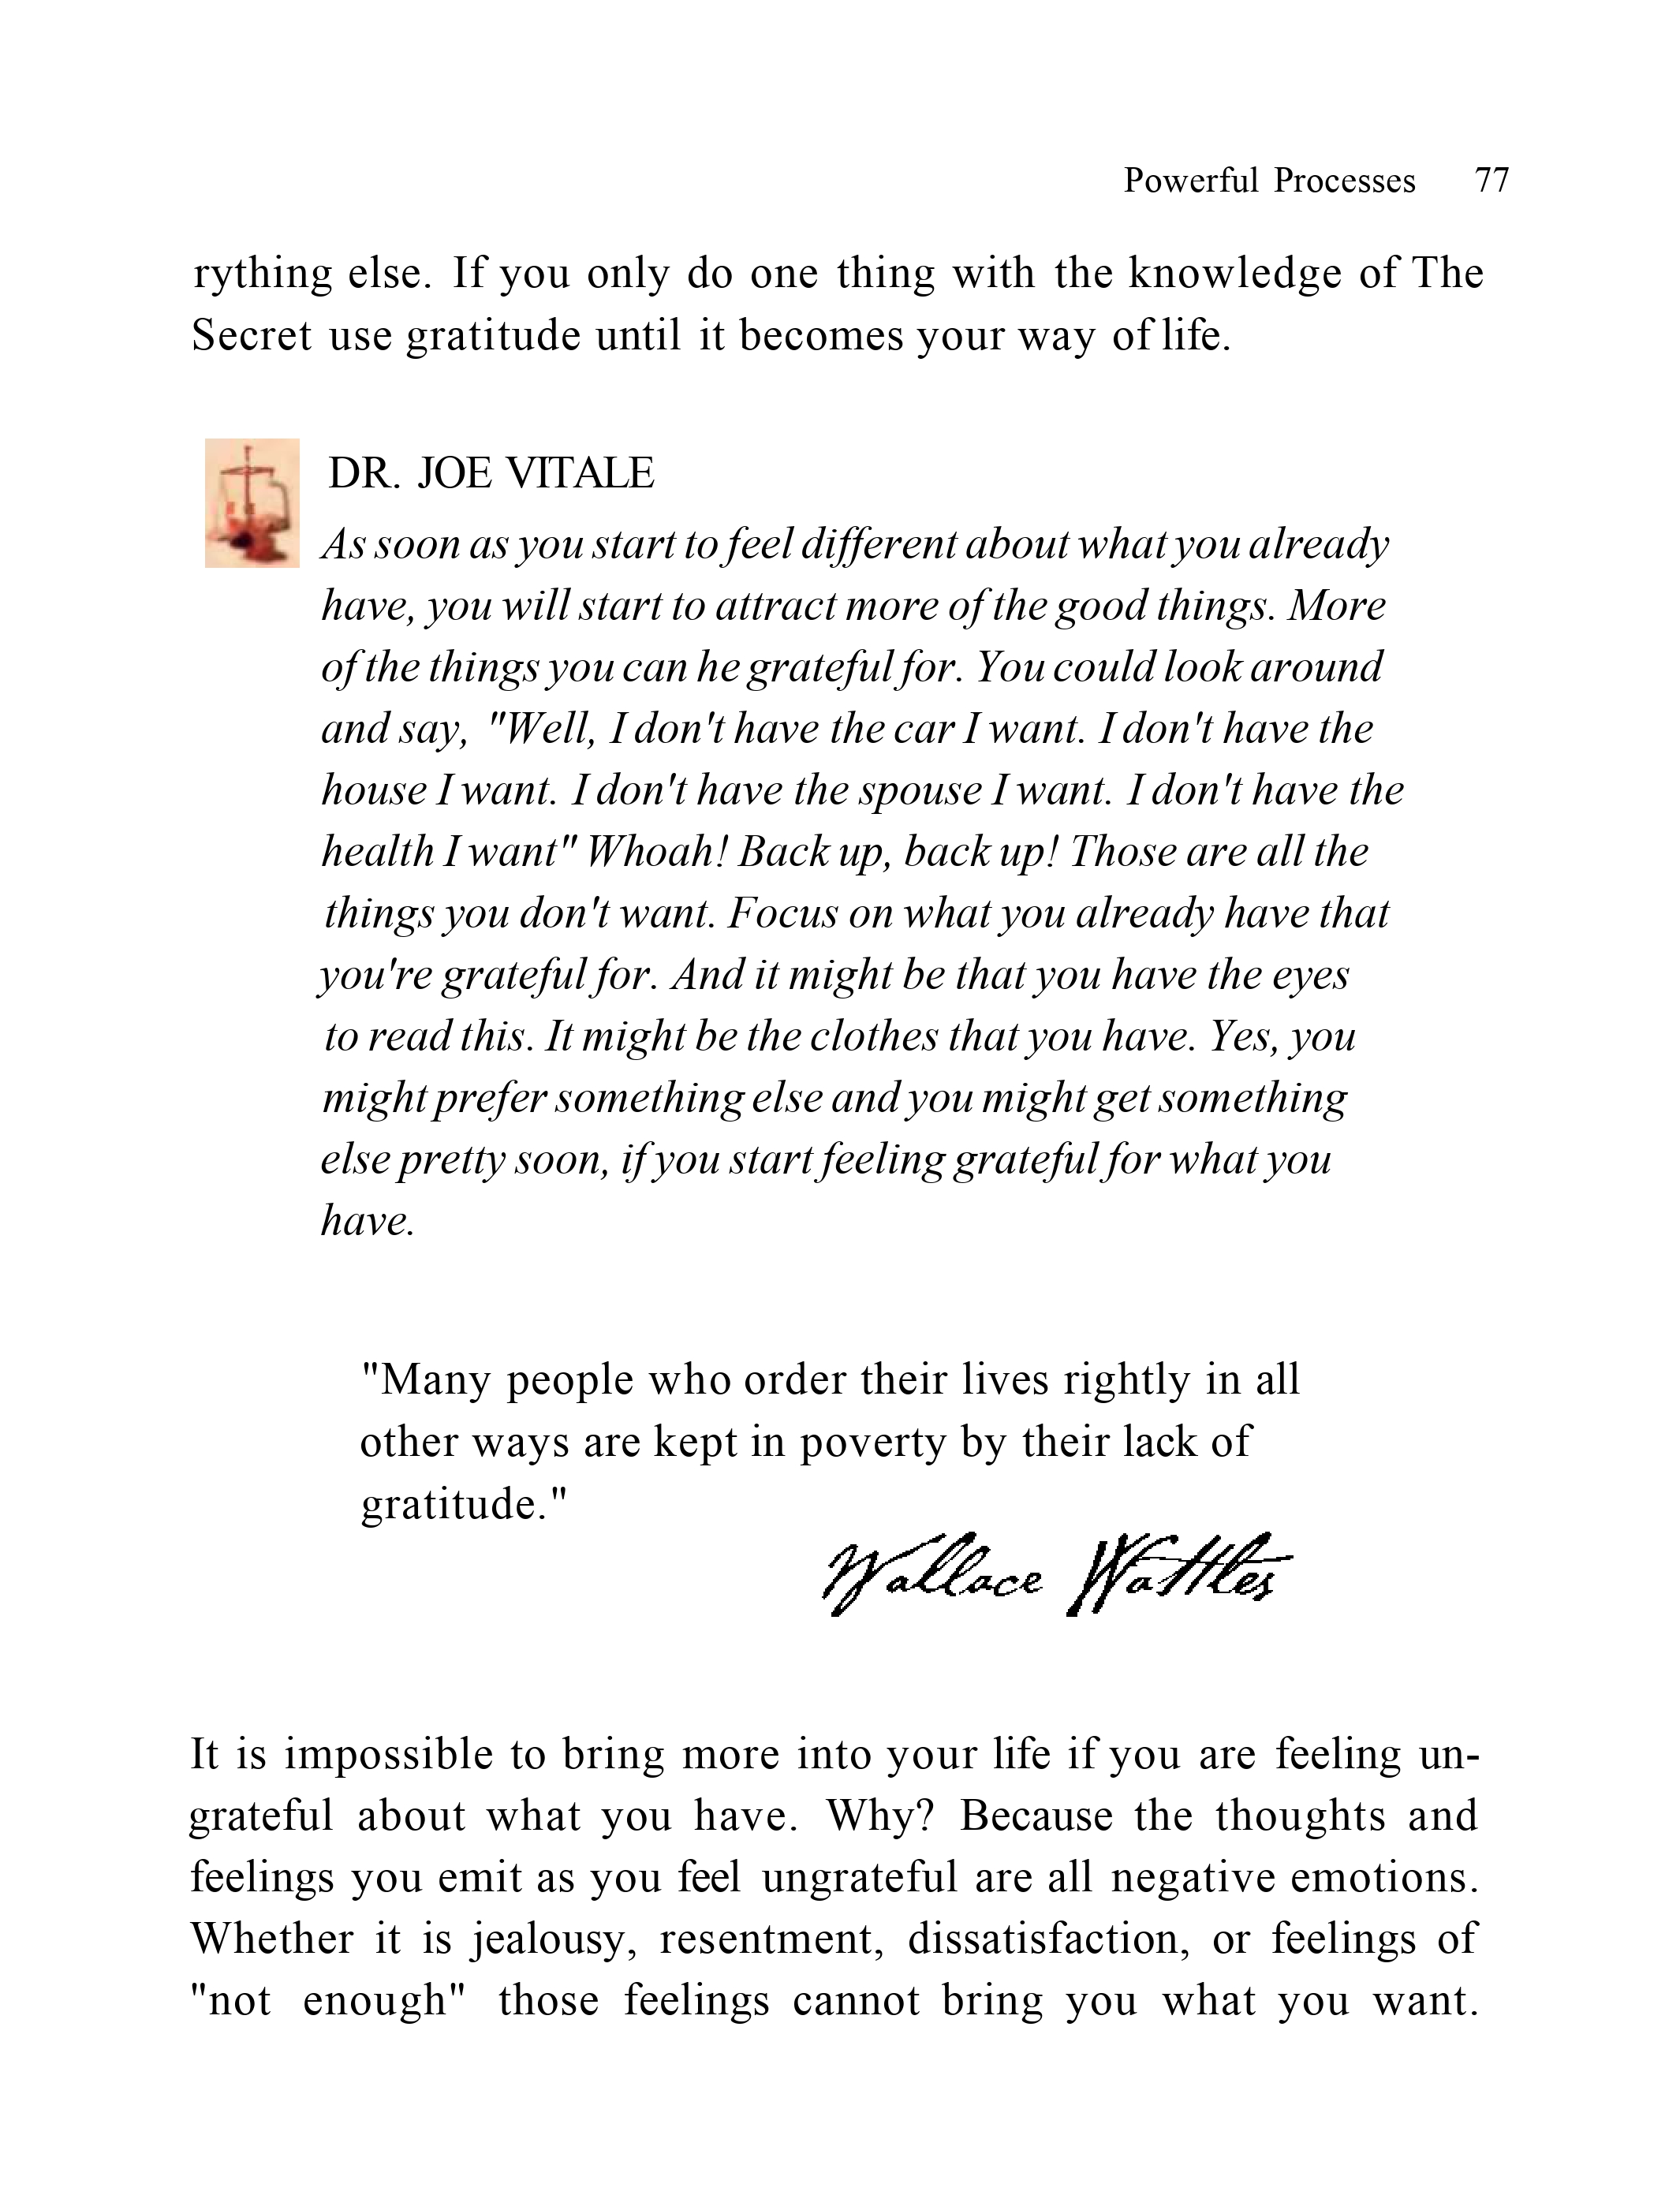 Powerful Processes 77
rything else. If you only do one thing with the knowledge of The
Secret use gratitude until it becomes your way of life.
DR. JOE VITALE
As soon as you start to feel different about what you already
have, you will start to attract more of the good things. More
of the things you can he grateful for. You could look around
and say, "Well, I don't have the car I want. I don't have the
house I want. I don't have the spouse I want. I don't have the
health I want" Whoah! Back up, back up! Those are all the
things you don't want. Focus on what you already have that
you're grateful for. And it might be that you have the eyes
to read this. It might be the clothes that you have. Yes, you
might prefer something else and you might get something
else pretty soon, if you start feeling grateful for what you
have.
"Many people who order their lives rightly in all
other ways are kept in poverty by their lack of
gratitude."
Wallace Wattles
It is impossible to bring more into your life if you are feeling un-
grateful about what you have. Why? Because the thoughts and
feelings you emit as you feel ungrateful are all negative emotions.
Whether it is jealousy, resentment, dissatisfaction, or feelings of
"not enough" those feelings cannot bring you what you want.